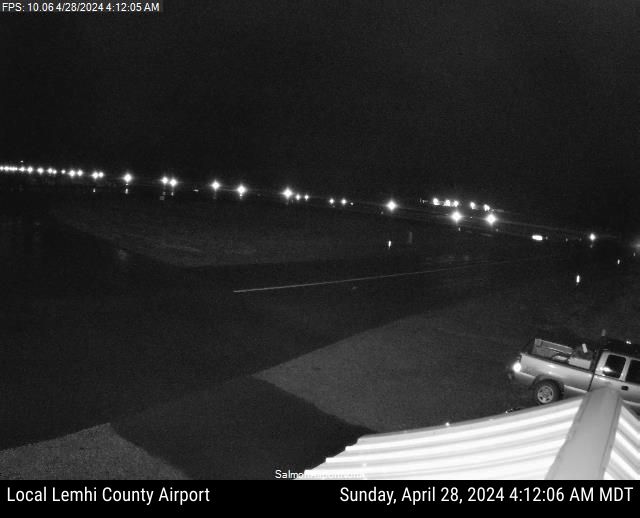 FPS: 10.06 4/28/2024 4:12:05 AM
Local Lemhi County Airport
Sunday, April 28, 2024 4:12:06 AM MDT